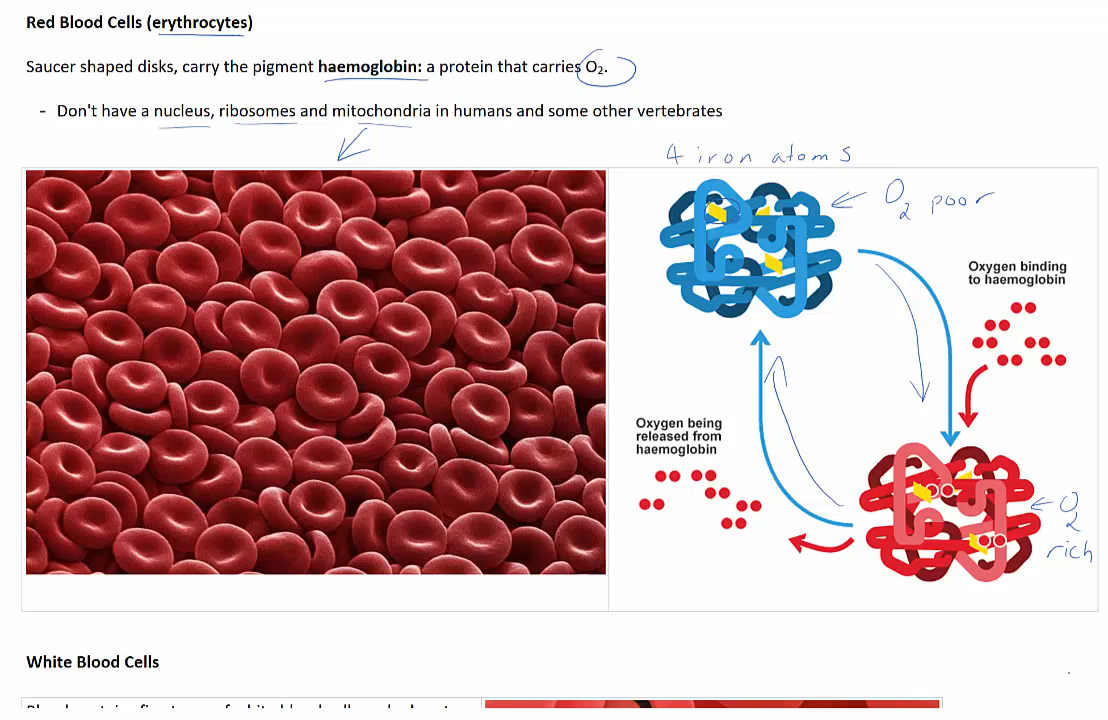 Red Blood Cells (erythrocytes)
Saucer shaped disks, carry the pigment haemoglobin: a protein that carries O₂.
- Don't have a nucleus, ribosomes and mitochondria in humans and some other vertebrates
4 iron atoms
O₂ poor
Oxygen binding
to haemoglobin
Oxygen being
released from
haemoglobin
O₂
rich
White Blood Cells